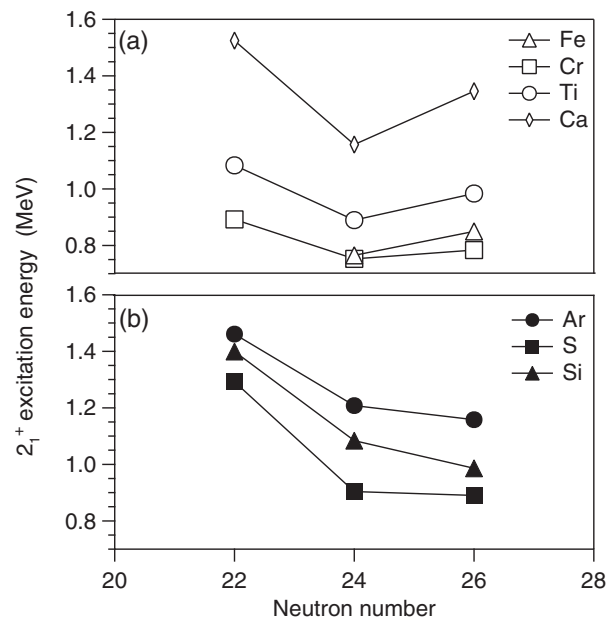 (a)
Fe
Cr
Ti
Ca
1.6
1.4
1.2
1.0
0.8
2₁⁺ excitation energy (MeV)
(b)
Ar
S
Si
1.6
1.4
1.2
1.0
0.8
20 22 24 26 28
Neutron number